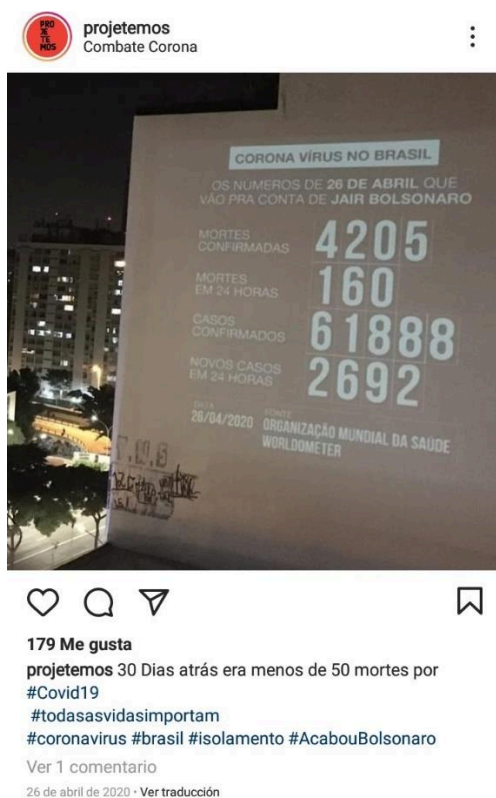 PRO
JE
TE
MOS
projetemos
Combate Corona
CORONA VÍRUS NO BRASIL
OS NÚMEROS DE 26 DE ABRIL QUE
VÃO PRA CONTA DE JAIR BOLSONARO
MORTES
CONFIRMADAS
4205
MORTES
EM 24 HORAS
160
CASOS
CONFIRMADOS
61888
NOVOS CASOS
EM 24 HORAS
2692
DATA
26/04/2020
FONTE
ORGANIZAÇÃO MUNDIAL DA SAÚDE
WORLDOMETER
179 Me gusta
projetemos 30 Dias atrás era menos de 50 mortes por
#Covid19
#todasasvidasimportam
#coronavirus #brasil #isolamento #AcabouBolsonaro
Ver 1 comentario
26 de abril de 2020 · Ver traducción